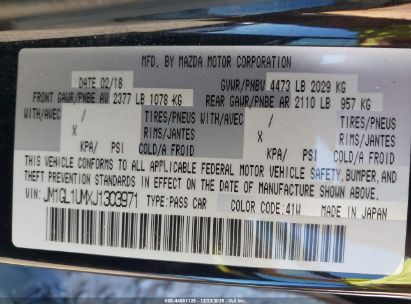 MFD. BY MAZDA MOTOR CORPORATION
DATE 02/18 GVWR/PNBV 4473 LB 2029 KG
FRONT GAWR/PNBE AV 2377 LB 1078 KG REAR GAWR/PNBE AR 2110 LB 957 KG
WITH/AVEC / TIRES/PNEUS WITH/AVEC / TIRES/PNEUS
X RIMS/JANTES X RIMS/JANTES
KPA/ PSI COLD/A FROID KPA/ PSI COLD/A FROID
THIS VEHICLE CONFORMS TO ALL APPLICABLE FEDERAL MOTOR VEHICLE SAFETY, BUMPER, AND
THEFT PREVENTION STANDARDS IN EFFECT ON THE DATE OF MANUFACTURE SHOWN ABOVE.
VIN: JM1GL1UMXJ1303971 TYPE: PASS CAR COLOR CODE: 41W MADE IN JAPAN